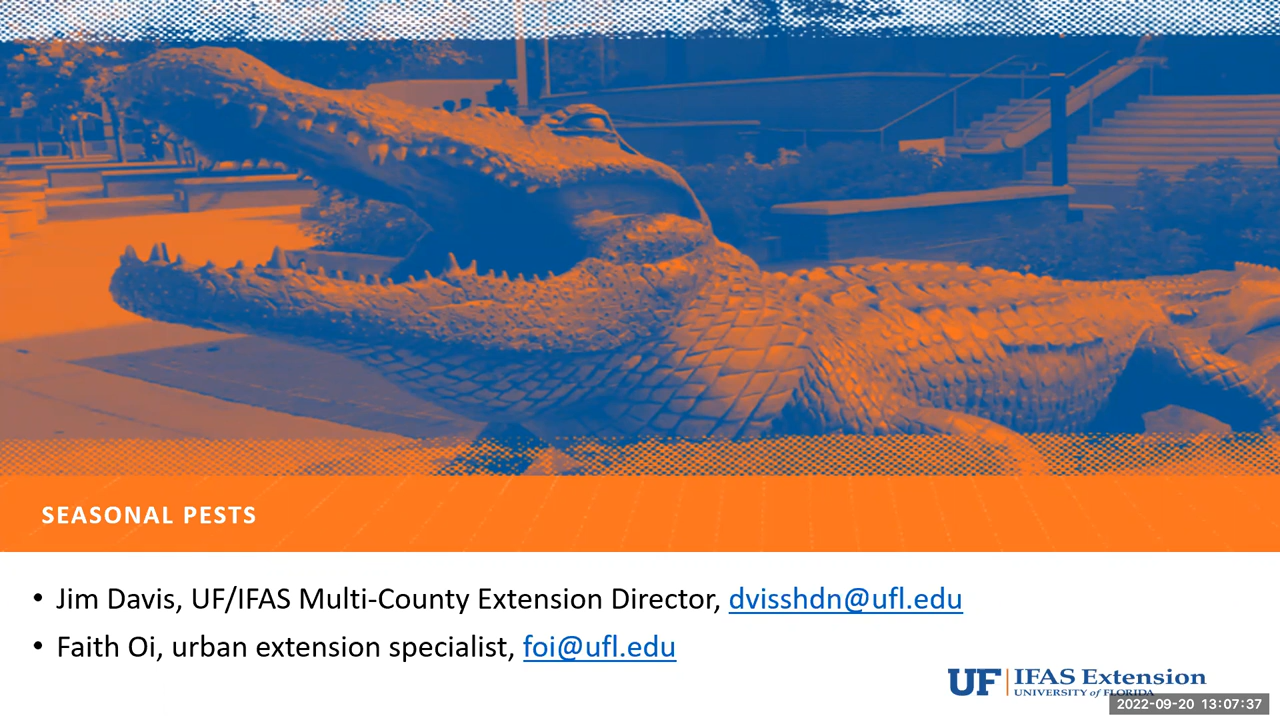 SEASONAL PESTS
• Jim Davis, UF/IFAS Multi-County Extension Director, dvisshdn@ufl.edu
• Faith Oi, urban extension specialist, foi@ufl.edu
UF | IFAS Extension
UNIVERSITY of FLORIDA
2022-09-20 13:07:37